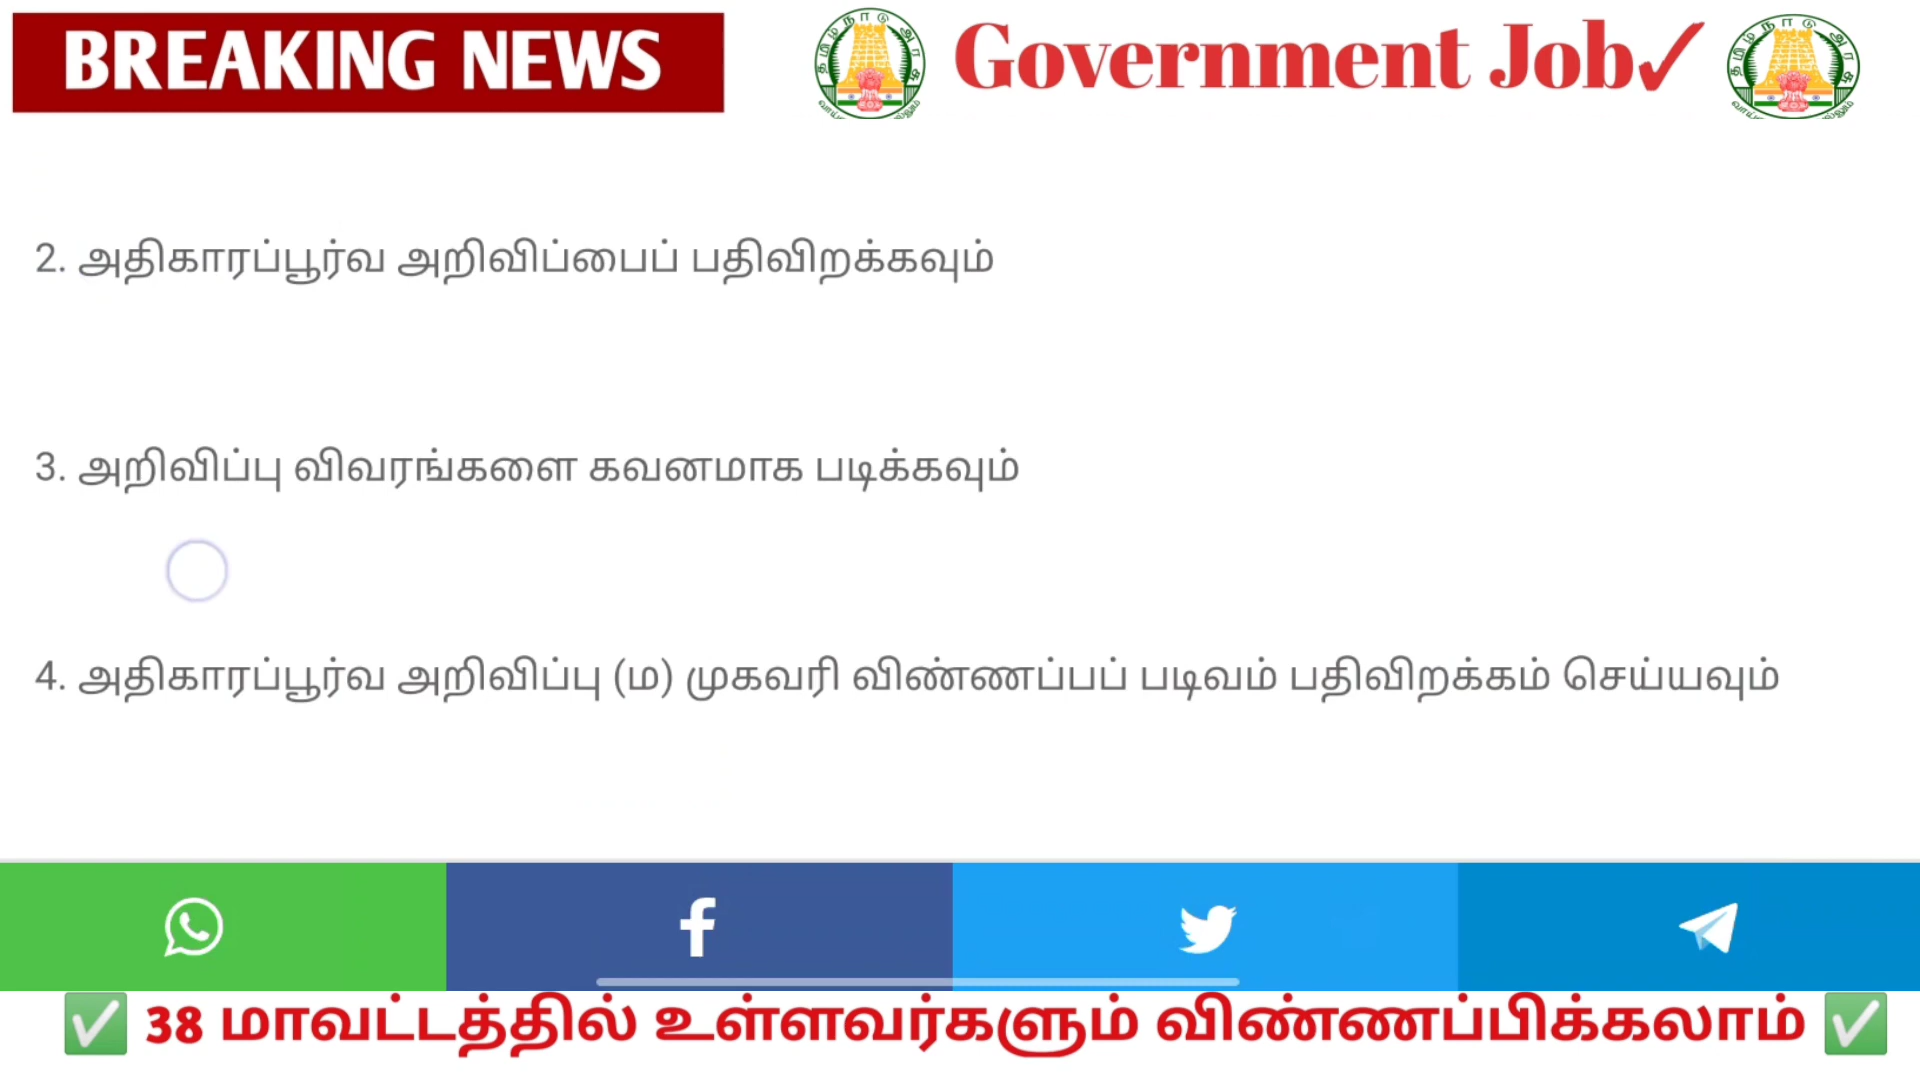 BREAKING NEWS
Government Job✓
2. அதிகாரப்பூர்வ அறிவிப்பைப் பதிவிறக்கவும்
3. அறிவிப்பு விவரங்களை கவனமாக படிக்கவும்
4. அதிகாரப்பூர்வ அறிவிப்பு (ம) முகவரி விண்ணப்பப் படிவம் பதிவிறக்கம் செய்யவும்
✅ 38 மாவட்டத்தில் உள்ளவர்களும் விண்ணப்பிக்கலாம் ✅